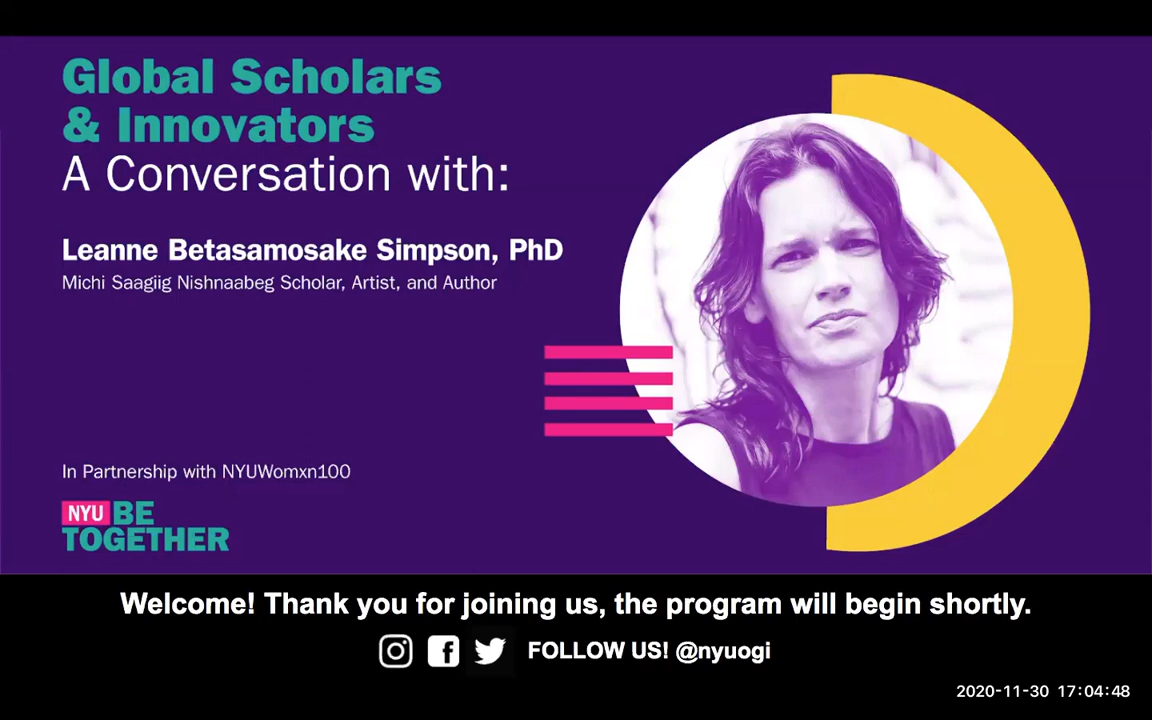 Global Scholars
& Innovators
A Conversation with:
Leanne Betasamosake Simpson, PhD
Michi Saagiig Nishnaabeg Scholar, Artist, and Author
In Partnership with NYUWomxn100
NYU BE
TOGETHER
Welcome! Thank you for joining us, the program will begin shortly.
FOLLOW US! @nyuogi
2020-11-30 17:04:48